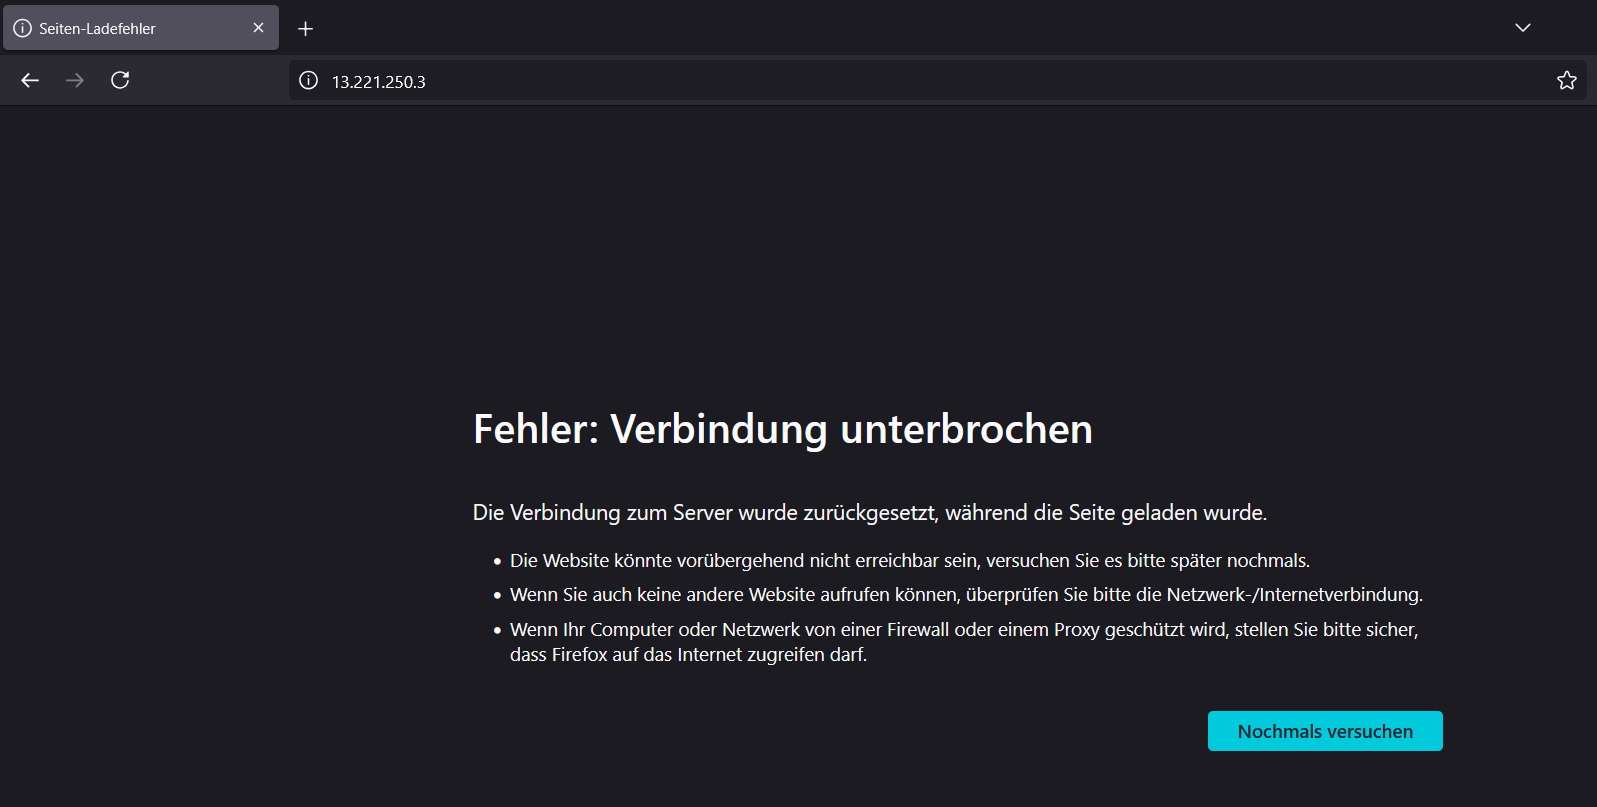 Seiten-Ladefehler
13.221.250.3
Fehler: Verbindung unterbrochen
Die Verbindung zum Server wurde zurückgesetzt, während die Seite geladen wurde.
• Die Website könnte vorübergehend nicht erreichbar sein, versuchen Sie es bitte später nochmals.
• Wenn Sie auch keine andere Website aufrufen können, überprüfen Sie bitte die Netzwerk-/Internetverbindung.
• Wenn Ihr Computer oder Netzwerk von einer Firewall oder einem Proxy geschützt wird, stellen Sie bitte sicher,
dass Firefox auf das Internet zugreifen darf.
Nochmals versuchen